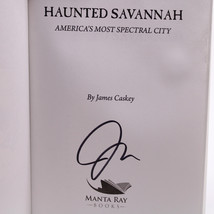 HAUNTED SAVANNAH
AMERICA'S MOST SPECTRAL CITY
By James Caskey
MANTA RAY
BOOKS